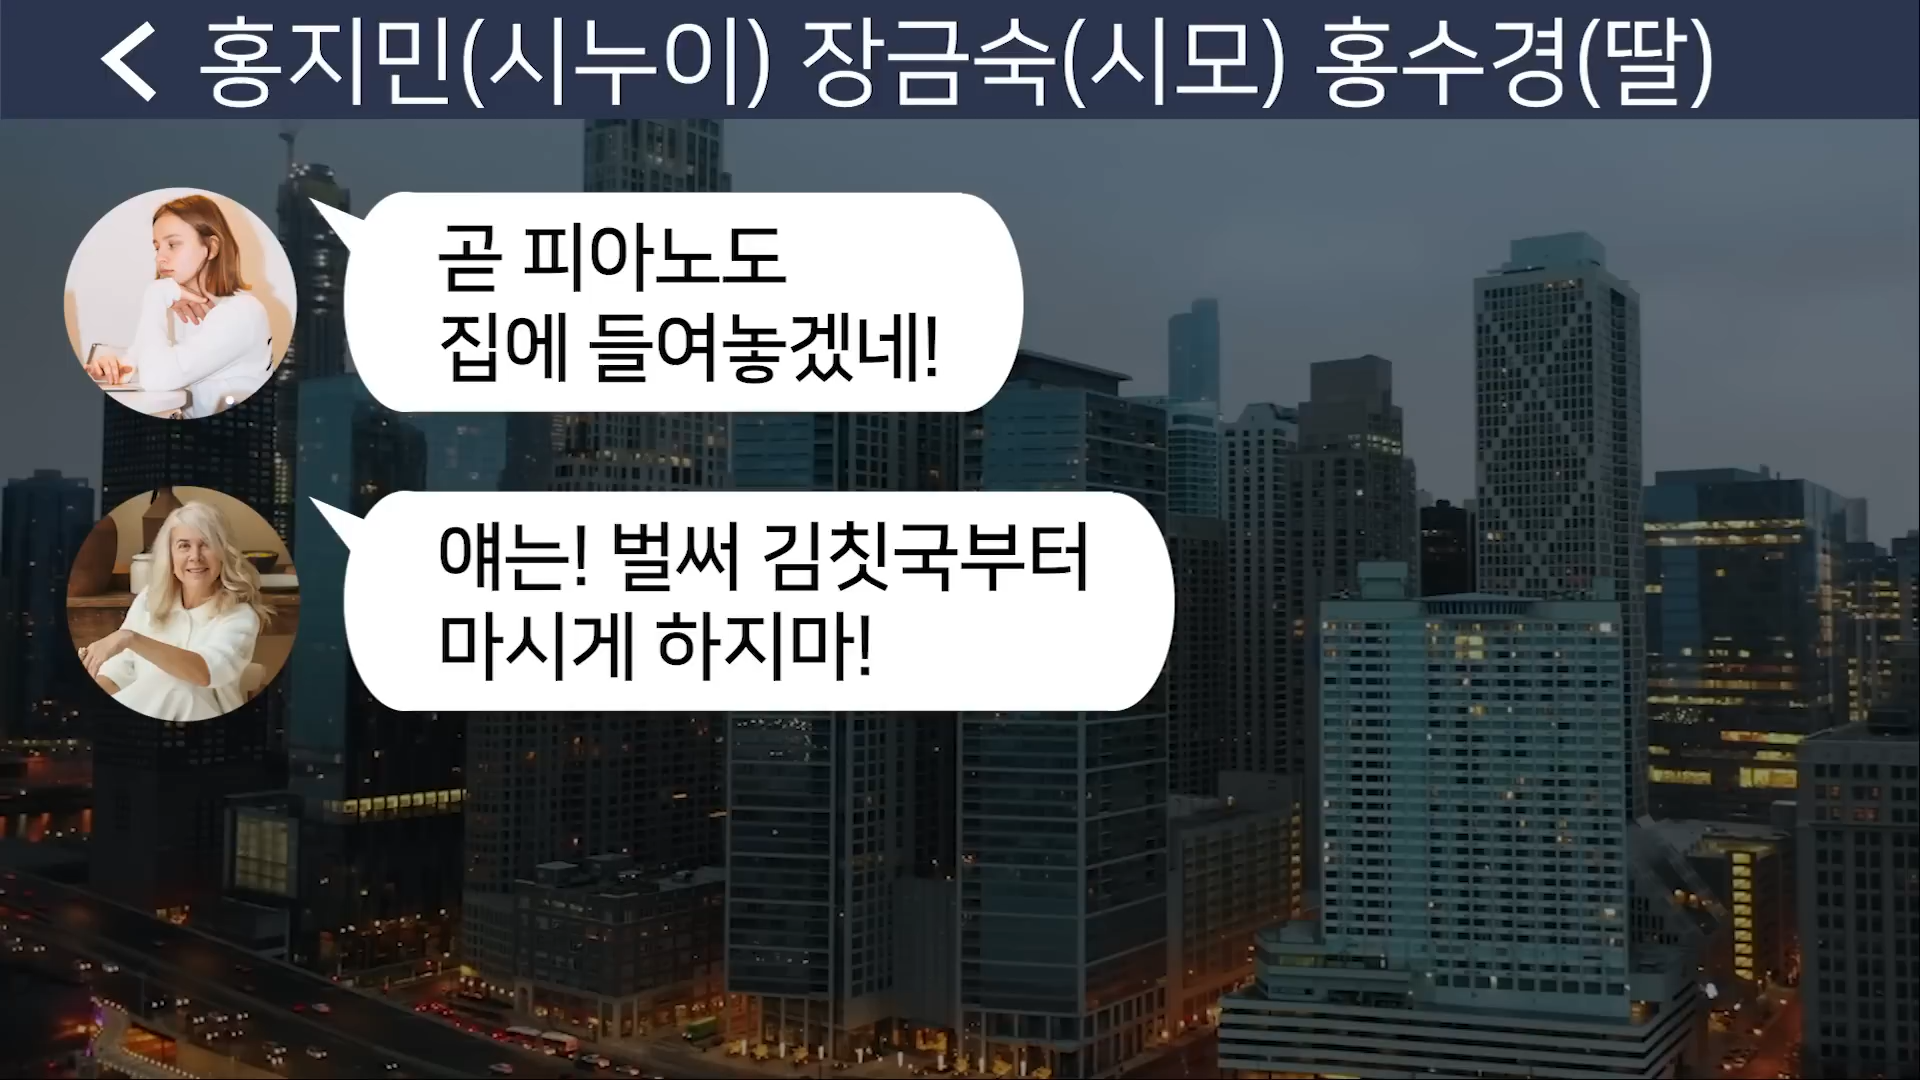 홍지민(시누이) 장금숙(시모) 홍수경(딸)
곧 피아노도
집에 들여놓겠네!
얘는! 벌써 김칫국부터
마시게 하지마!